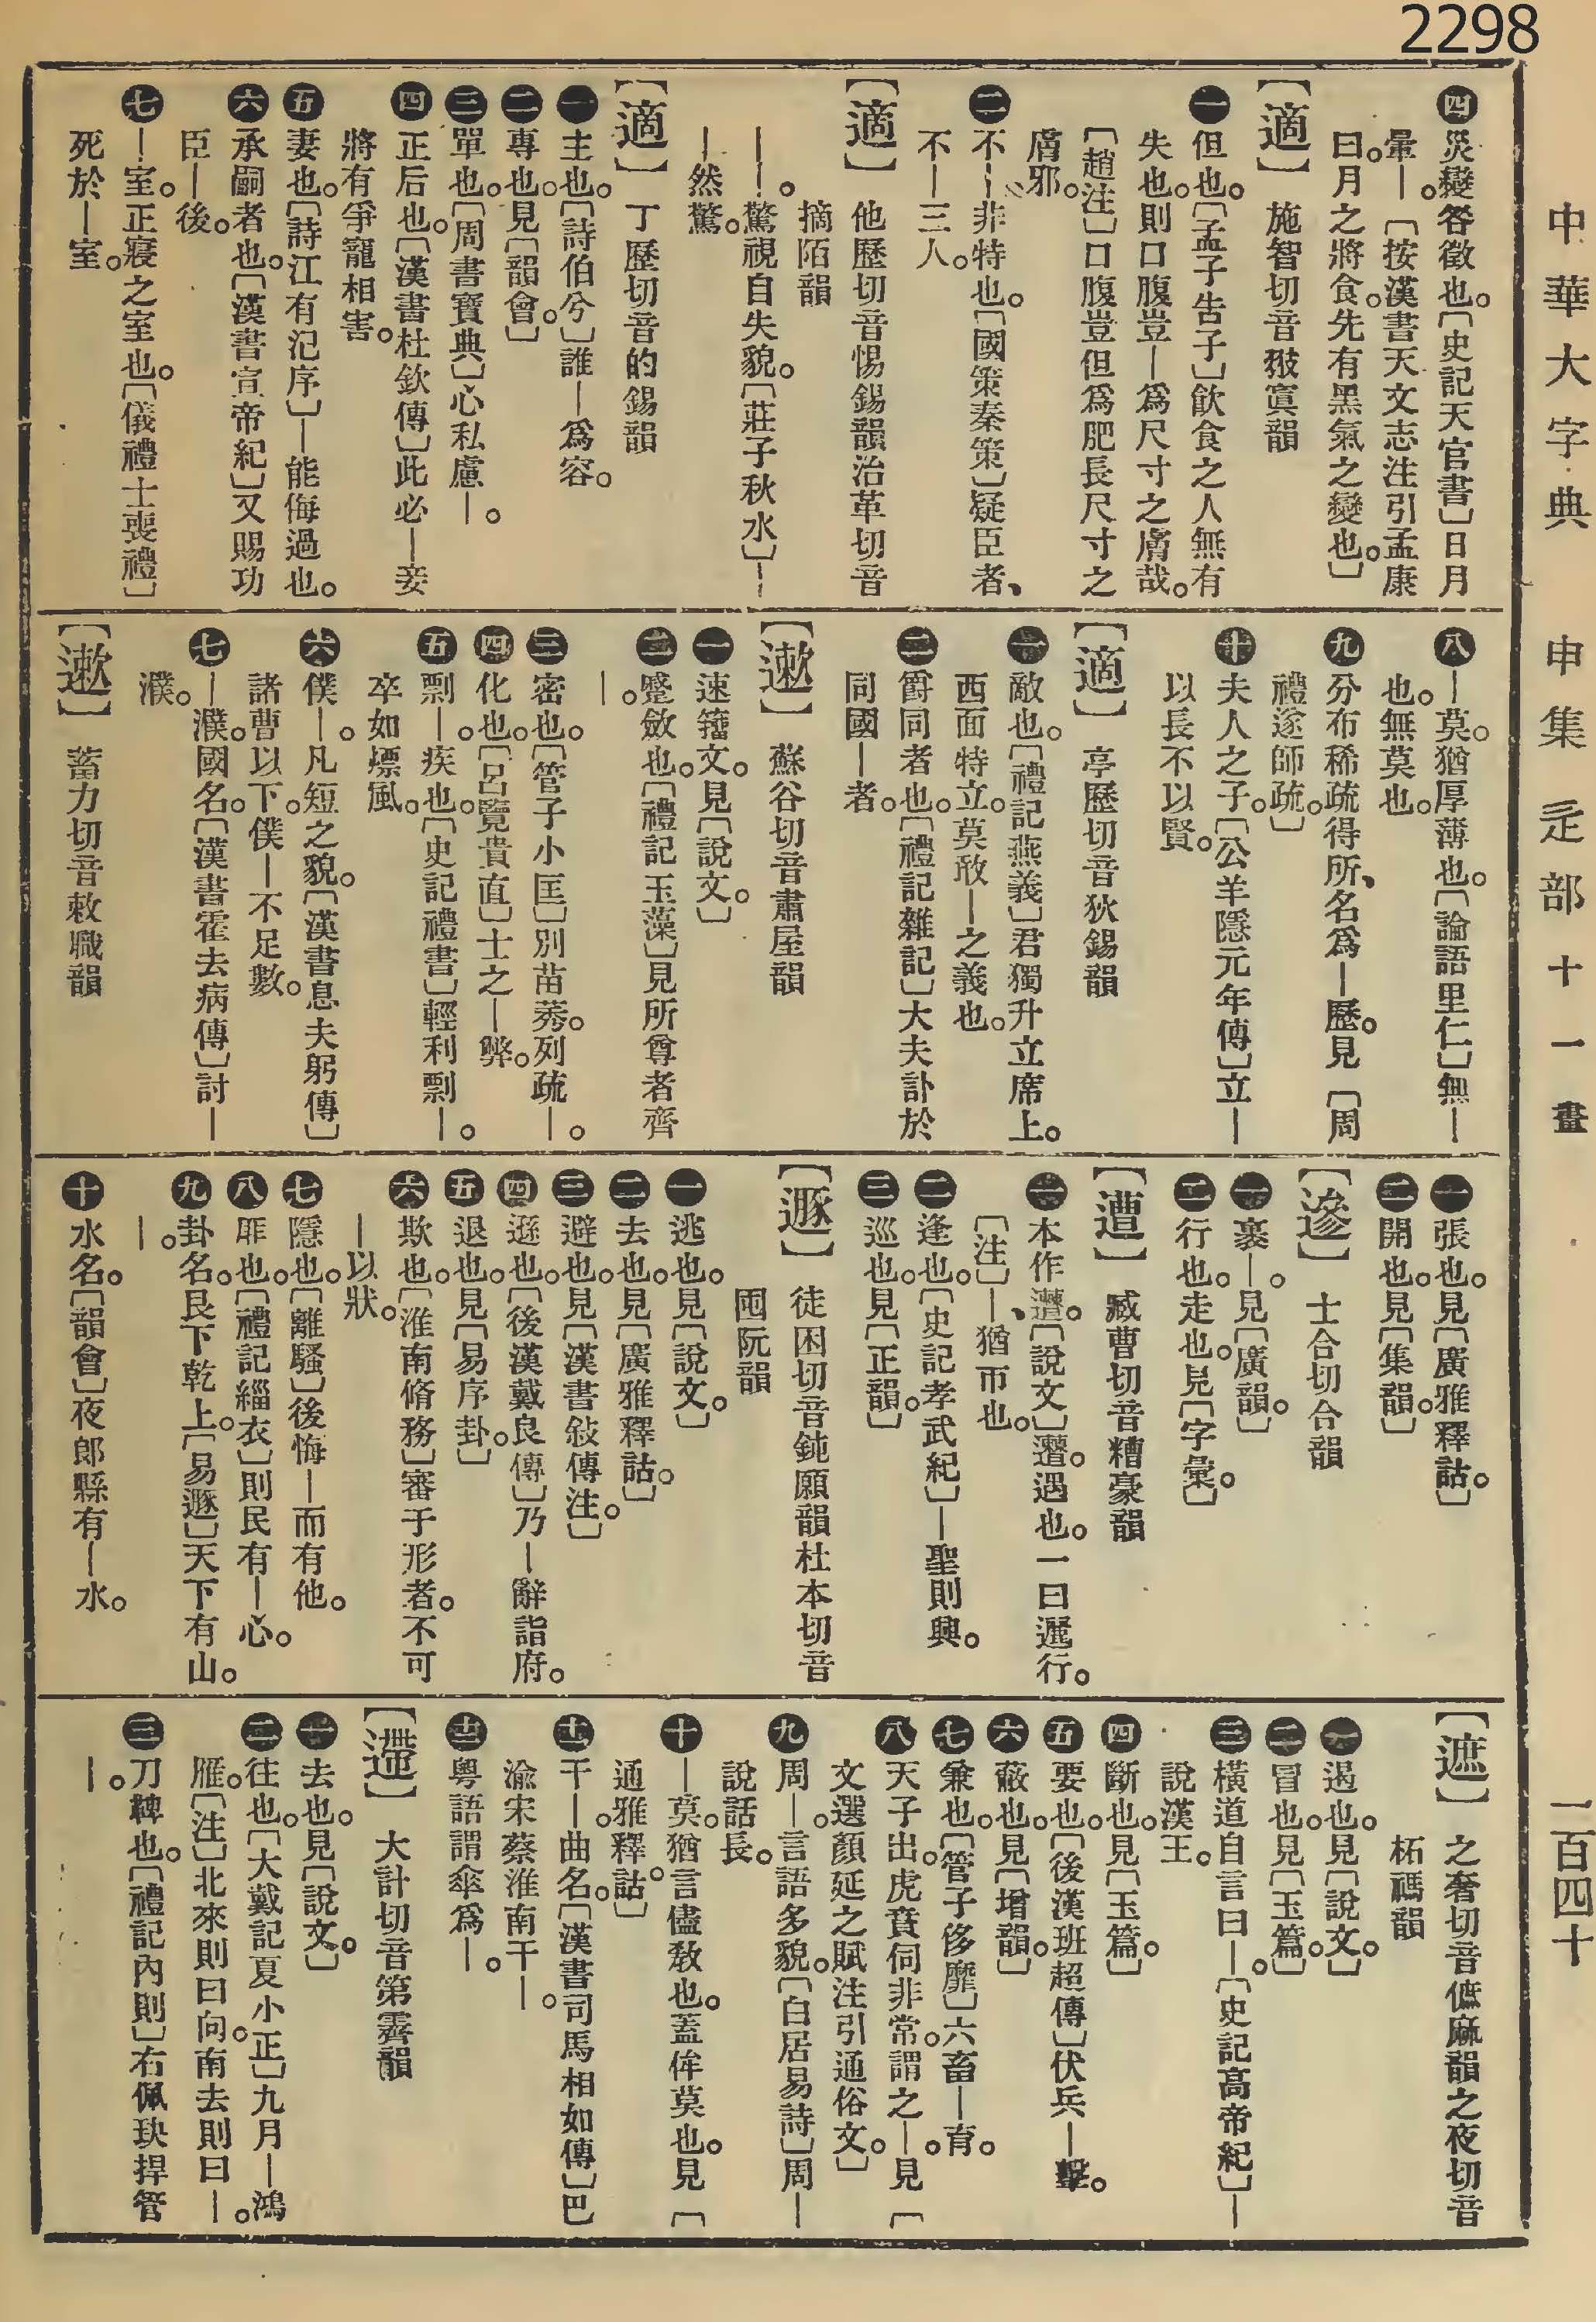 2298
中華大字典 申集 辵部十一畫 一百四十
四 災變咎徵也。〔史記天官書〕日月
暈｜。〔按漢書天文志注引孟康
曰。月之將食。先有黑氣之變也。〕
【適】 施智切音翅寘韻
一 但也。〔孟子告子〕飲食之人無有
失也。則口腹豈｜爲尺寸之膚哉。
〔趙注〕口腹豈但爲肥長尺寸之
膚邪。
二 不｜、非特也。〔國策秦策〕疑臣者、
不｜三人。
【適】 他歷切音惕錫韻治革切音
摘陌韻
｜｜。驚視自失貌。〔莊子秋水〕｜
｜然驚。
【適】 丁歷切音的錫韻
一 主也。〔詩伯兮〕誰｜爲容。
二 專也。見〔韻會。〕
三 單也。〔周書寶典〕心私慮｜。
四 正后也。〔漢書杜欽傳〕此必｜妾
將有爭寵相害。
五 妻也。〔詩江有汜序〕｜能侮過也。
六 承嗣者也。〔漢書宣帝紀〕又賜功
臣｜後。
七 ｜室。正寢之室也。〔儀禮士喪禮〕
死於｜室。
八 ｜莫。猶厚薄也。〔論語里仁〕無｜
也。無莫也。
九 分布稀疏得所、名爲｜歷。見〔周
禮遂師疏。〕
十 夫人之子。〔公羊隱元年傳〕立｜
以長不以賢。
【適】 亭歷切音狄錫韻
一 敵也。〔禮記燕義〕君獨升立席上。
西面特立。莫敢｜之義也。
二 爵同者也。〔禮記雜記〕大夫訃於
同國｜者。
【遬】 蘇谷切音肅屋韻
一 速籒文。見〔說文。〕
二 蹙斂也。〔禮記玉藻〕見所尊者齊
｜。
三 密也。〔管子小匡〕別苗莠。列疏｜。
四 化也。〔呂覽貴直〕士之｜弊。
五 剽｜。疾也。〔史記禮書〕輕利剽｜。
卒如熛風。
六 僕｜。凡短之貌。〔漢書息夫躬傳〕
諸曹以下。僕｜不足數。
七 ｜濮。國名。〔漢書霍去病傳〕討｜
濮。
【遬】 蓄力切音敕職韻
一 張也。見〔廣雅釋詁。〕
二 開也。見〔集韻。〕
【遪】 士合切合韻
一 裹｜。見〔廣韻。〕
二 行也。走也。見〔字彙。〕
【遭】 臧曹切音糟豪韻
一 本作遭。〔說文〕遭。遇也。一曰邐行。
〔注〕｜、猶帀也。
二 逢也。〔史記孝武紀〕｜聖則興。
三 巡也。見〔正韻。〕
【遯】 徒困切音鈍願韻杜本切音
囤阮韻
一 逃也。見〔說文。〕
二 去也。見〔廣雅釋詁。〕
三 避也。見〔漢書敍傳注。〕
四 遜也。〔後漢戴良傳〕乃｜辭詣府。
五 退也。見〔易序卦。〕
六 欺也。〔淮南脩務〕審于形者。不可
｜以狀。
七 隱也。〔離騷〕後悔｜而有他。
八 罪也。〔禮記緇衣〕則民有｜心。
九 卦名。艮下乾上。〔易遯〕天下有山。
｜。
十 水名。〔韻會〕夜郎縣有｜水。
【遮】 之奢切音䗪麻韻之夜切音
柘禡韻
一 遏也。見〔說文。〕
二 冒也。見〔玉篇。〕
三 橫道自言曰｜。〔史記高帝紀〕｜
說漢王。
四 斷也。見〔玉篇。〕
五 要也。〔後漢班超傳〕伏兵｜擊。
六 蔽也。見〔增韻。〕
七 兼也。〔管子侈靡〕六畜｜育。
八 天子出。虎賁伺非常。謂之｜。見〔
文選顏延之賦注引通俗文。〕
九 周｜。言語多貌。〔白居易詩〕周｜
說話長。
十 ｜莫。猶言儘敎也。蓋侔莫也。見〔
通雅釋詁。〕
十一 干｜。曲名。〔漢書司馬相如傳〕巴
渝宋蔡淮南干｜。
十二 粵語謂傘爲｜。
【遰】 大計切音第霽韻
一 去也。見〔說文。〕
二 往也。〔大戴記夏小正〕九月｜鴻
雁。〔注〕北來則曰向。南去則曰｜。
三 刀鞞也。〔禮記內則〕右佩玦捍管
｜。